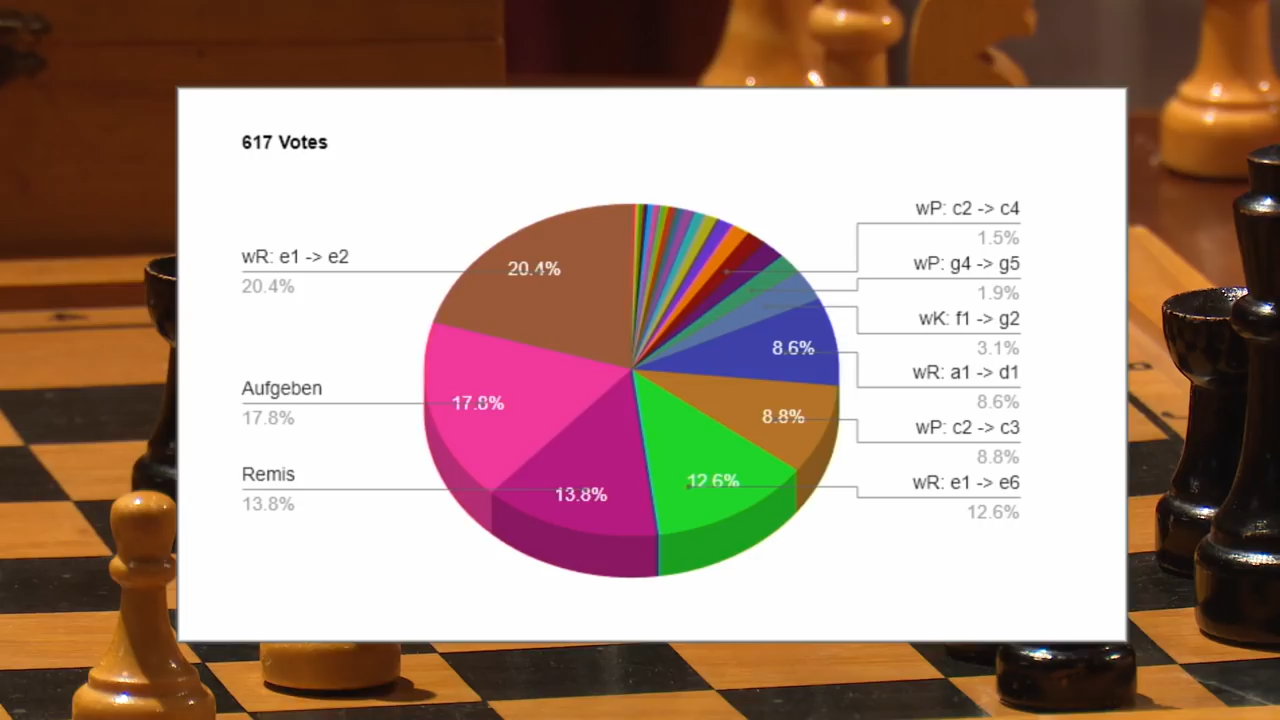 617 Votes
wR: e1 -> e2
20.4%
Aufgeben
17.8%
Remis
13.8%
20.4%
17.8%
13.8%
12.6%
8.8%
8.6%
wP: c2 -> c4
1.5%
wP: g4 -> g5
1.9%
wK: f1 -> g2
3.1%
wR: a1 -> d1
8.6%
wP: c2 -> c3
8.8%
wR: e1 -> e6
12.6%